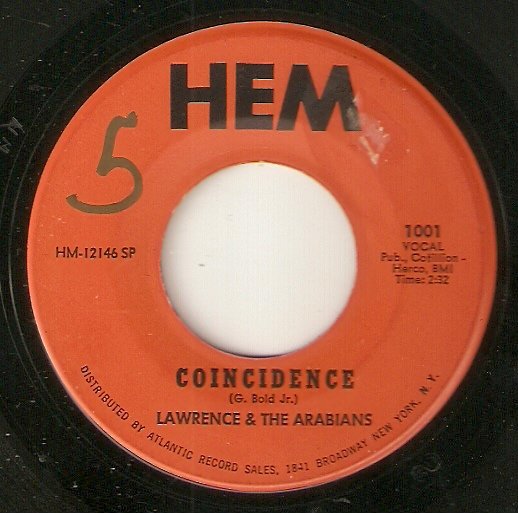 HEM
5
HM-12146 SP
1001
VOCAL
Pub., Cotillion -
Herco, BMI
Time: 2:32
COINCIDENCE
(G. Bold Jr.)
LAWRENCE & THE ARABIANS
DISTRIBUTED BY ATLANTIC RECORD SALES, 1841 BROADWAY NEW YORK, N. Y.